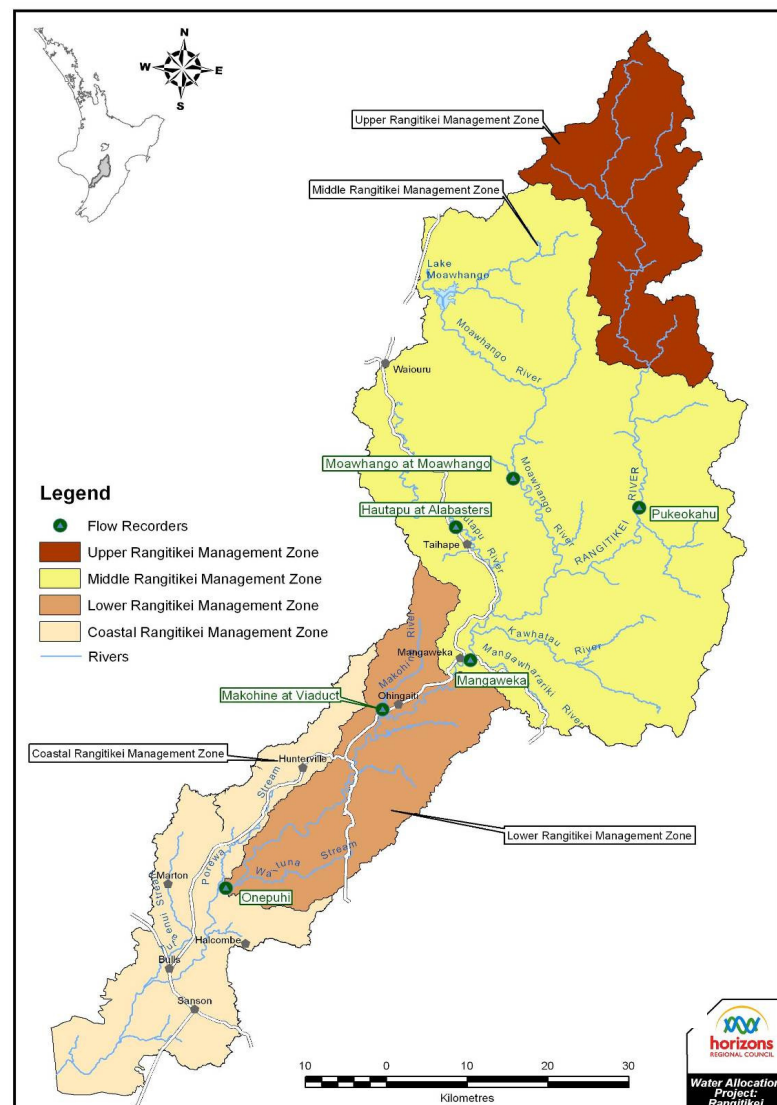 N
W
E
S
Upper Rangitikei Management Zone
Middle Rangitikei Management Zone
Lake
Moawhango
Moawhango
River
Waiouru
Moawhango at Moawhango
Moawhango
River
Hautapu at Alabasters
River
Taihape
RANGITIKEI
RIVER
Pukeokahu
Legend
Flow Recorders
Upper Rangitikei Management Zone
Middle Rangitikei Management Zone
Lower Rangitikei Management Zone
Coastal Rangitikei Management Zone
Rivers
River
Kawhatau River
Mangawharariki River
Mangaweka
Mangaweka
Ohingaiti
Makohine at Viaduct
Coastal Rangitikei Management Zone
Hunterville
Lower Rangitikei Management Zone
Porewa Stream
Stream
Marton
Onepuhi
Halcombe
Bulls
Sanson
10 0 10 20 30
Kilometres
horizons
REGIONAL COUNCIL
Water Allocation
Project:
Rangitikei